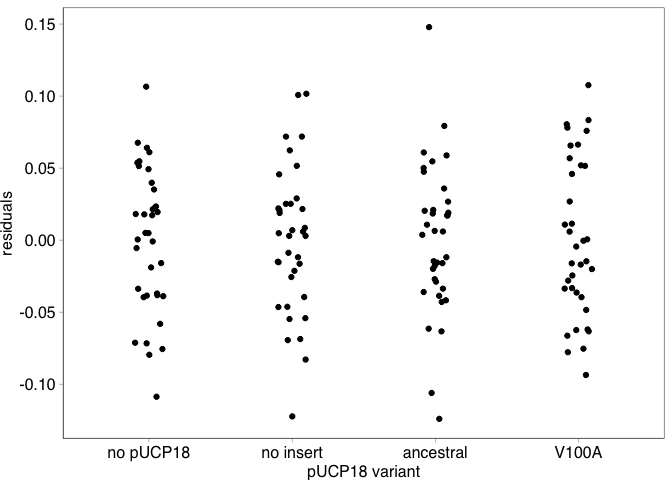 0.15
0.10
0.05
0.00
-0.05
-0.10
residuals
no pUCP18 no insert ancestral V100A
pUCP18 variant